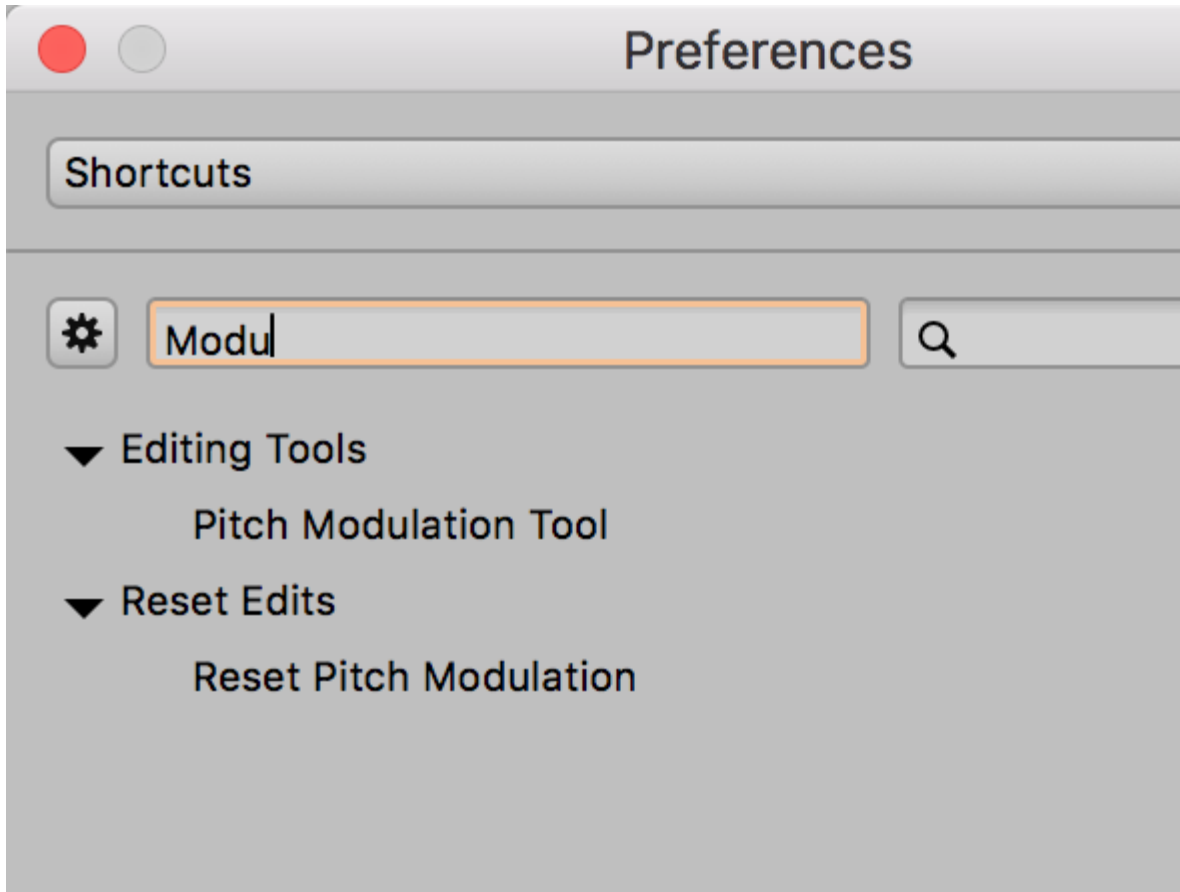 Preferences
Shortcuts
Modu
Editing Tools
Pitch Modulation Tool
Reset Edits
Reset Pitch Modulation